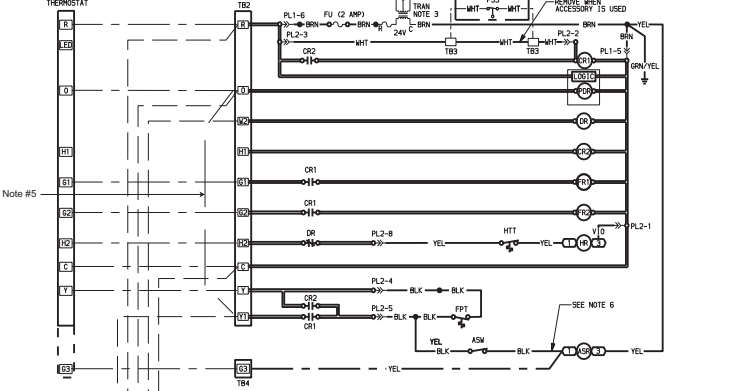 THERMOSTAT
TB2
TRAN
NOTE 3
WHT WHT
REMOVE WHEN
ACCESSORY IS USED
R R PL1-6 BRN FU (2 AMP) BRN R C BRN YEL
24V
BRN
LED PL2-3 WHT WHT WHT PL2-2
TB3 TB3 PL1-5
CR2 CR1
GRN/YEL
LOGIC
O O PDR
W2 DR
H1 H1 CR2
G1 G1 CR1 FR1
Note #5
G2 G2 CR1 FR2
V O PL2-1
H2 H2 DR PL2-8 YEL HTT YEL 1 HR 3
C C
PL2-4
Y Y BLK BLK
CR2
PL2-5 FPT
Y1 BLK BLK
CR1
SEE NOTE 6
YEL ASW
BLK BLK 1 ASR 3 YEL
G3 G3 YEL
TB4